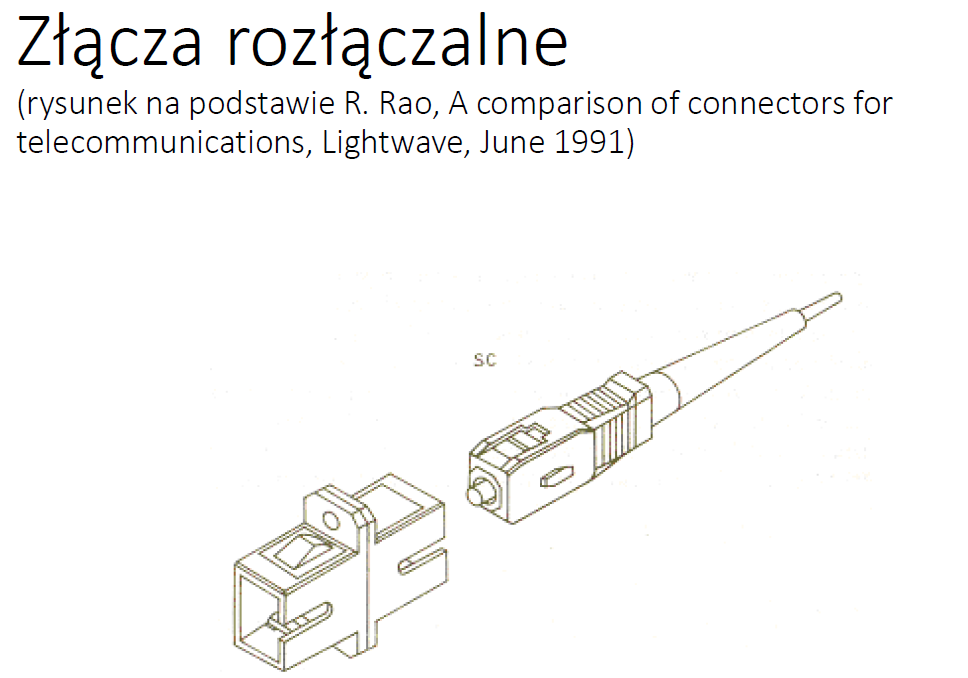 Złącza rozłączalne
(rysunek na podstawie R. Rao, A comparison of connectors for
telecommunications, Lightwave, June 1991)
SC